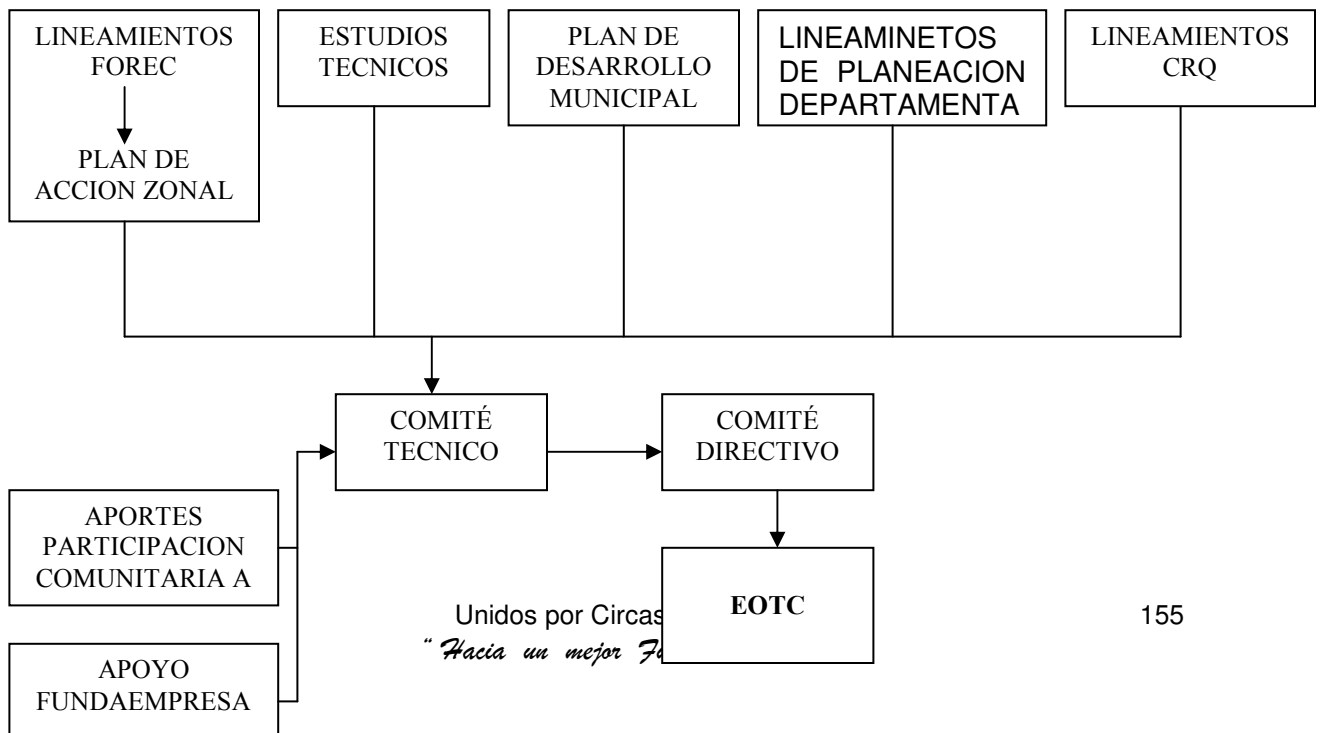 LINEAMIENTOS
FOREC
PLAN DE
ACCION ZONAL
ESTUDIOS
TECNICOS
PLAN DE
DESARROLLO
MUNICIPAL
LINEAMINETOS
DE PLANEACION
DEPARTAMENTA
LINEAMIENTOS
CRQ
COMITÉ
TECNICO
COMITÉ
DIRECTIVO
APORTES
PARTICIPACION
COMUNITARIA A
EOTC
Unidos por Circas
155
“Hacia un mejor
APOYO
FUNDAEMPRESA